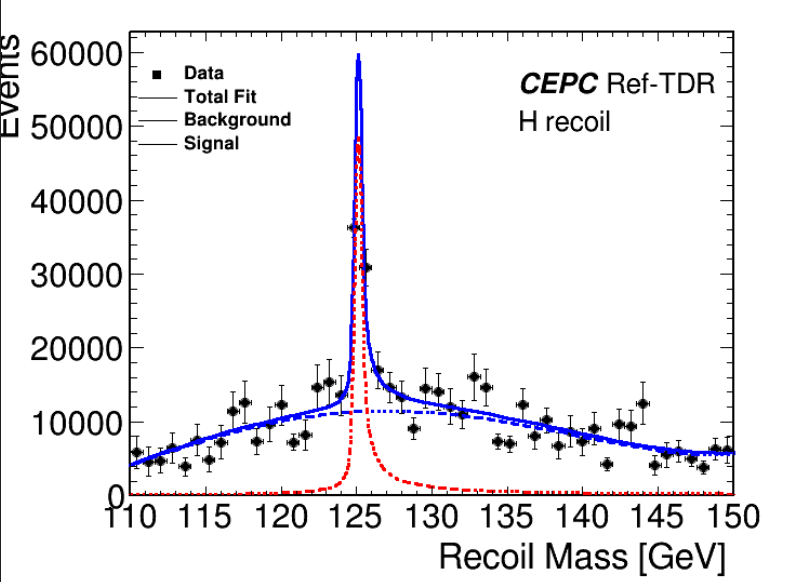 Events
60000
50000
40000
30000
20000
10000
0
Data
Total Fit
Background
Signal
CEPC Ref-TDR
H recoil
110 115 120 125 130 135 140 145 150
Recoil Mass [GeV]